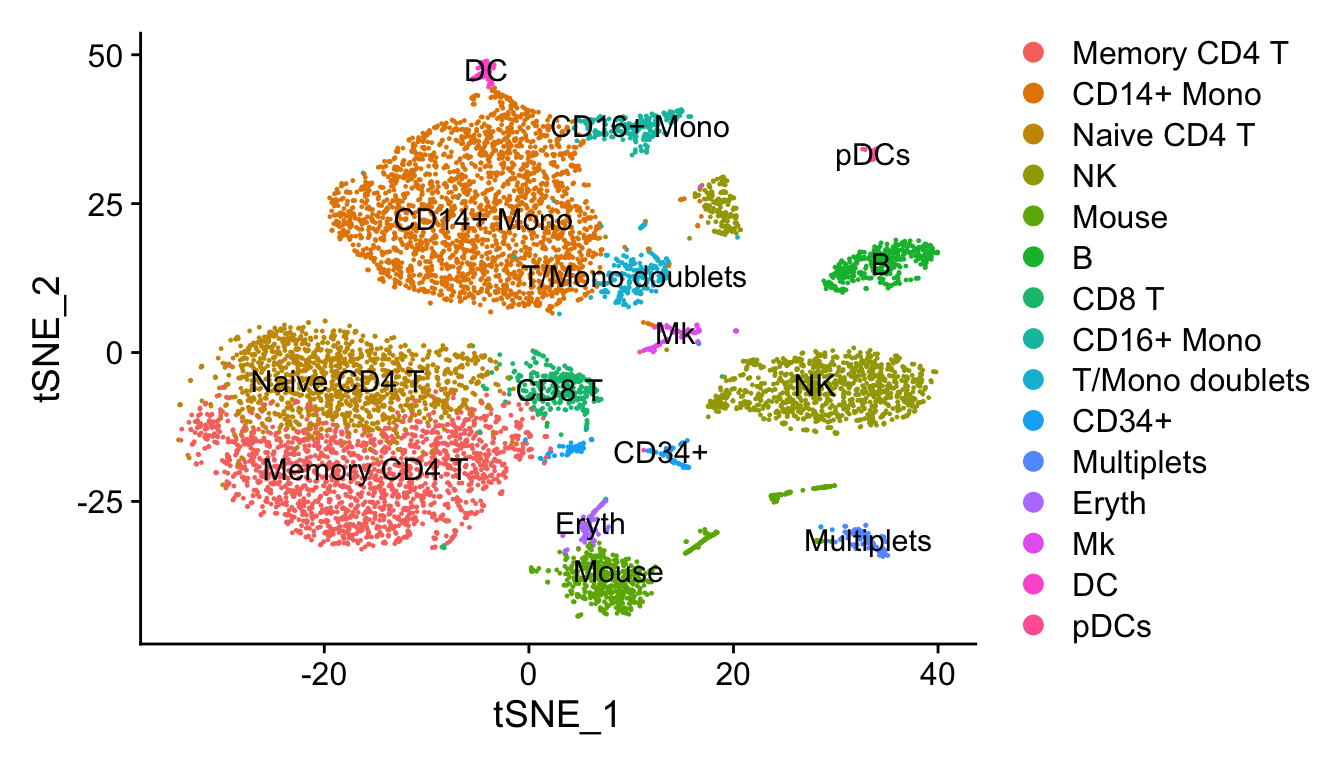 50
25
0
-25
tSNE_2
-20
0
20
40
tSNE_1
DC
CD16+ Mono
pDCs
CD14+ Mono
B
T/Mono doublets
Mk
Naive CD4 T
CD8 T
NK
CD34+
Memory CD4 T
Eryth
Multiplets
Mouse
Memory CD4 T
CD14+ Mono
Naive CD4 T
NK
Mouse
B
CD8 T
CD16+ Mono
T/Mono doublets
CD34+
Multiplets
Eryth
Mk
DC
pDCs